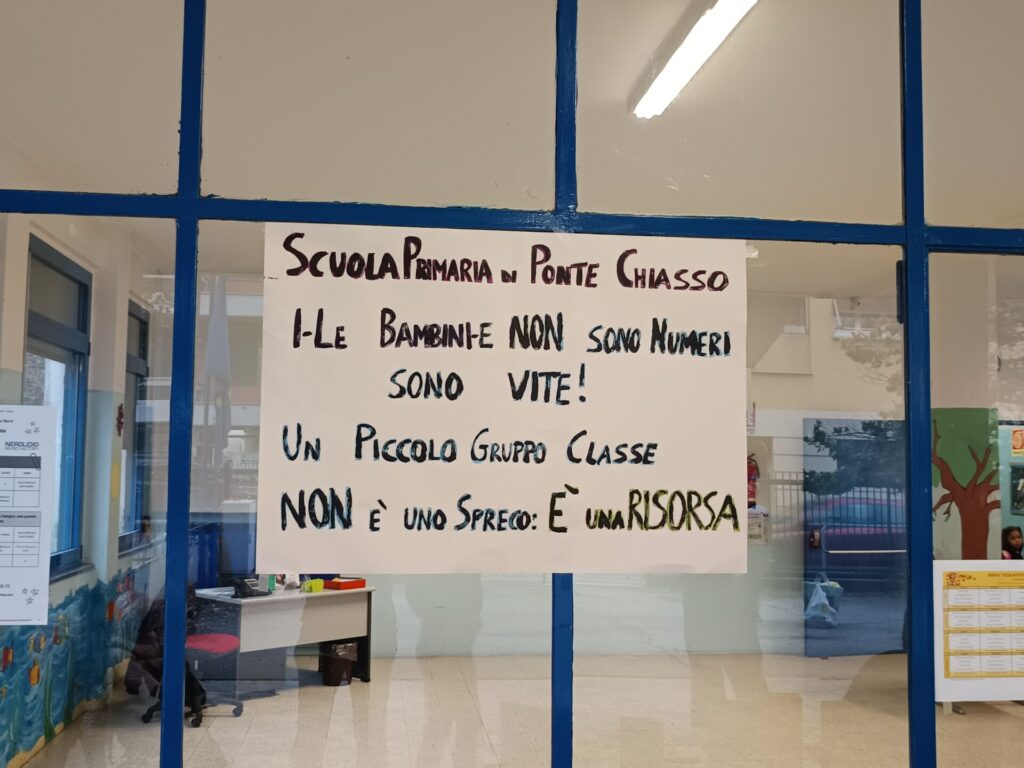 SCUOLA PRIMARIA DI PONTE CHIASSO
I-LE BAMBINI-E NON SONO NUMERI
SONO VITE!
UN PICCOLO GRUPPO CLASSE
NON È UNO SPRECO: È UNA RISORSA
NEROLIDIO